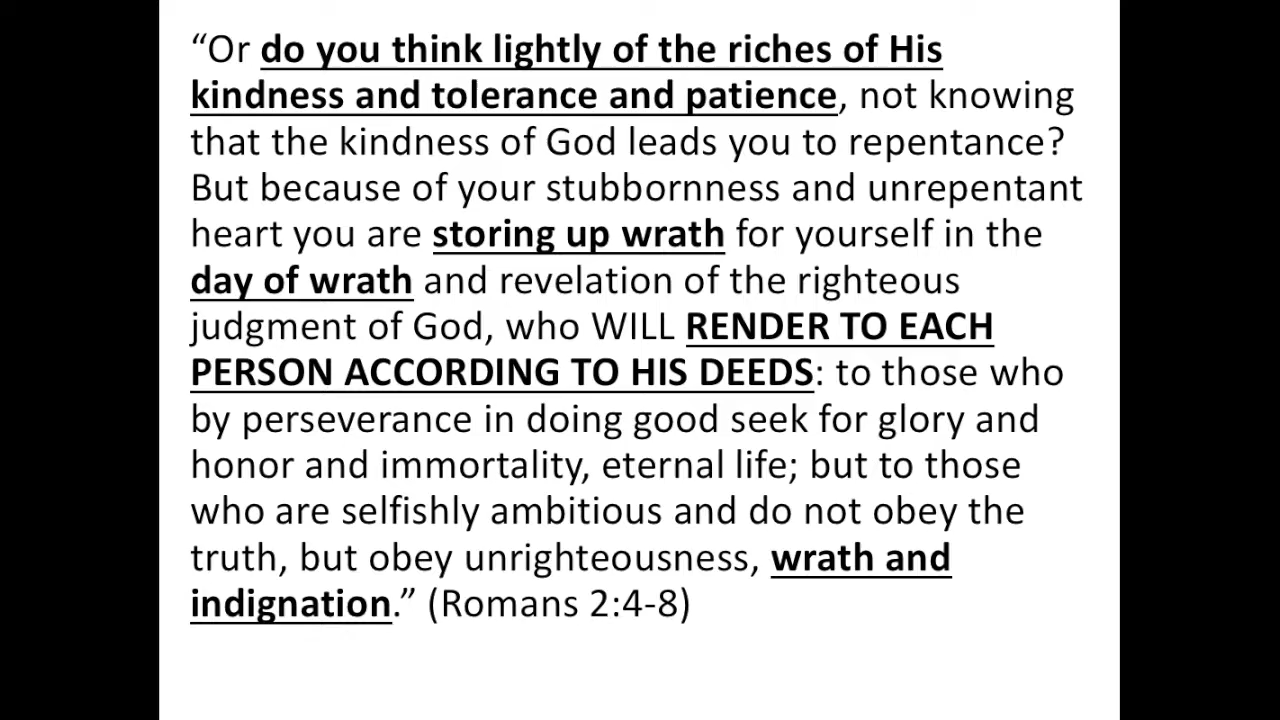 “Or do you think lightly of the riches of His
kindness and tolerance and patience, not knowing
that the kindness of God leads you to repentance?
But because of your stubbornness and unrepentant
heart you are storing up wrath for yourself in the
day of wrath and revelation of the righteous
judgment of God, who WILL RENDER TO EACH
PERSON ACCORDING TO HIS DEEDS: to those who
by perseverance in doing good seek for glory and
honor and immortality, eternal life; but to those
who are selfishly ambitious and do not obey the
truth, but obey unrighteousness, wrath and
indignation.” (Romans 2:4-8)